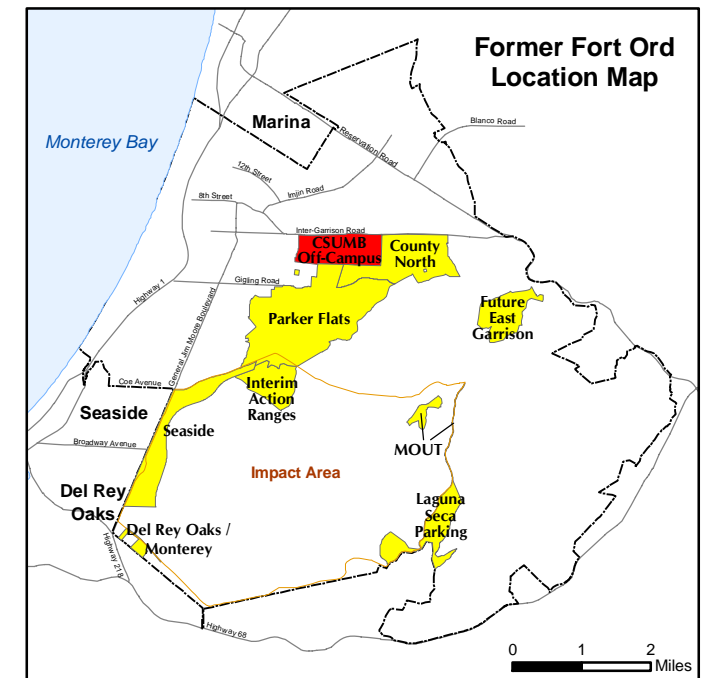 Former Fort Ord
Location Map
Marina
Monterey Bay
Blanco Road
Reservation Road
12th Street
Imjin Road
8th Street
Inter-Garrison Road
CSUMB
Off-Campus
County
North
Gigling Road
Highway 1
General Jim Moore Boulevard
Parker Flats
Future
East
Garrison
Coe Avenue
Interim
Action
Ranges
Seaside
Seaside
Broadway Avenue
MOUT
Impact Area
Del Rey
Oaks
Laguna
Seca
Parking
Del Rey Oaks /
Monterey
Highway 218
Highway 68
0 1 2
Miles